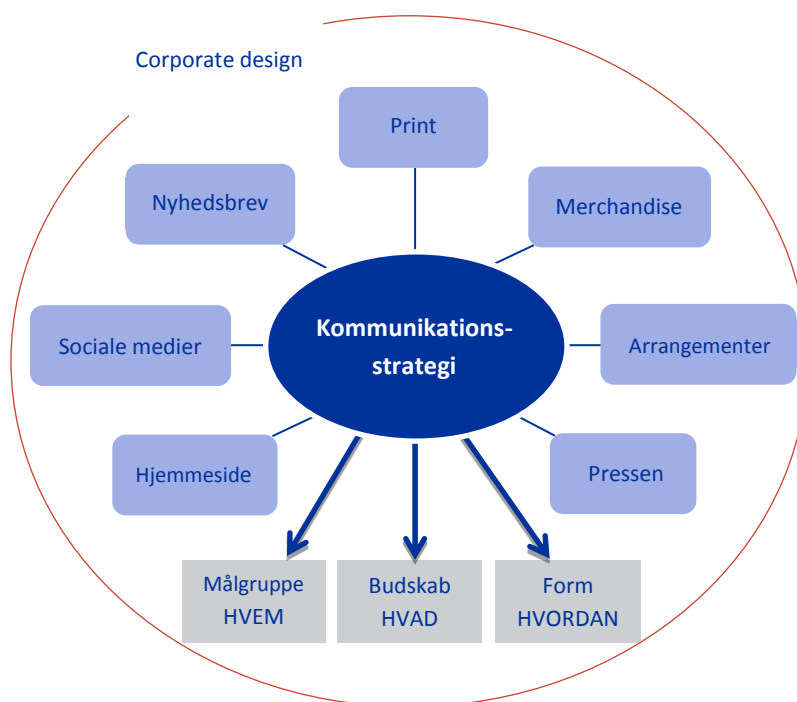 Corporate design
Print
Nyhedsbrev
Merchandise
Kommunikations-
strategi
Sociale medier
Arrangementer
Hjemmeside
Pressen
Målgruppe
HVEM
Budskab
HVAD
Form
HVORDAN